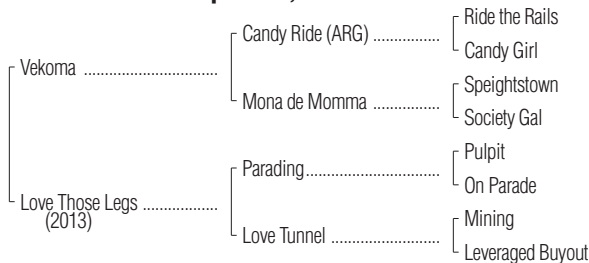 Ride the Rails
Candy Ride (ARG) ................
Candy Girl
Vekoma ................................
Speightstown
Mona de Momma ................
Society Gal
Pulpit
Parading................................
On Parade
Love Those Legs ..................
(2013)
Mining
Love Tunnel ..........................
Leveraged Buyout